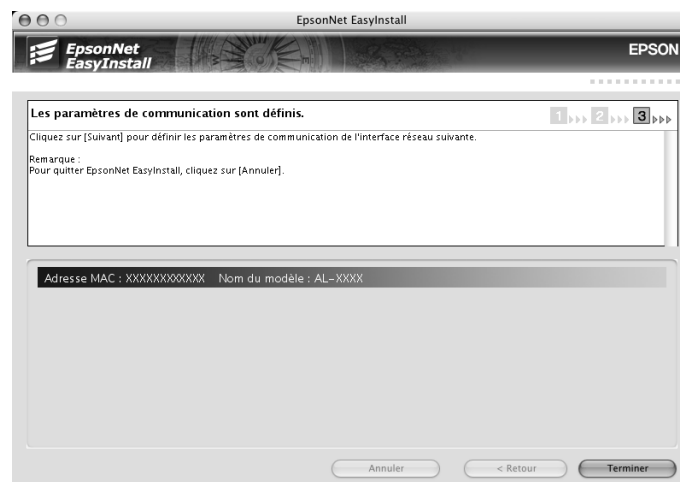 EpsonNet EasyInstall
EpsonNet
EasyInstall
EPSON
Les paramètres de communication sont définis.
1 2 3
Cliquez sur [Suivant] pour définir les paramètres de communication de l'interface réseau suivante.
Remarque :
Pour quitter EpsonNet EasyInstall, cliquez sur [Annuler].
Adresse MAC : XXXXXXXXXXXX Nom du modèle : AL-XXXX
Annuler
< Retour
Terminer